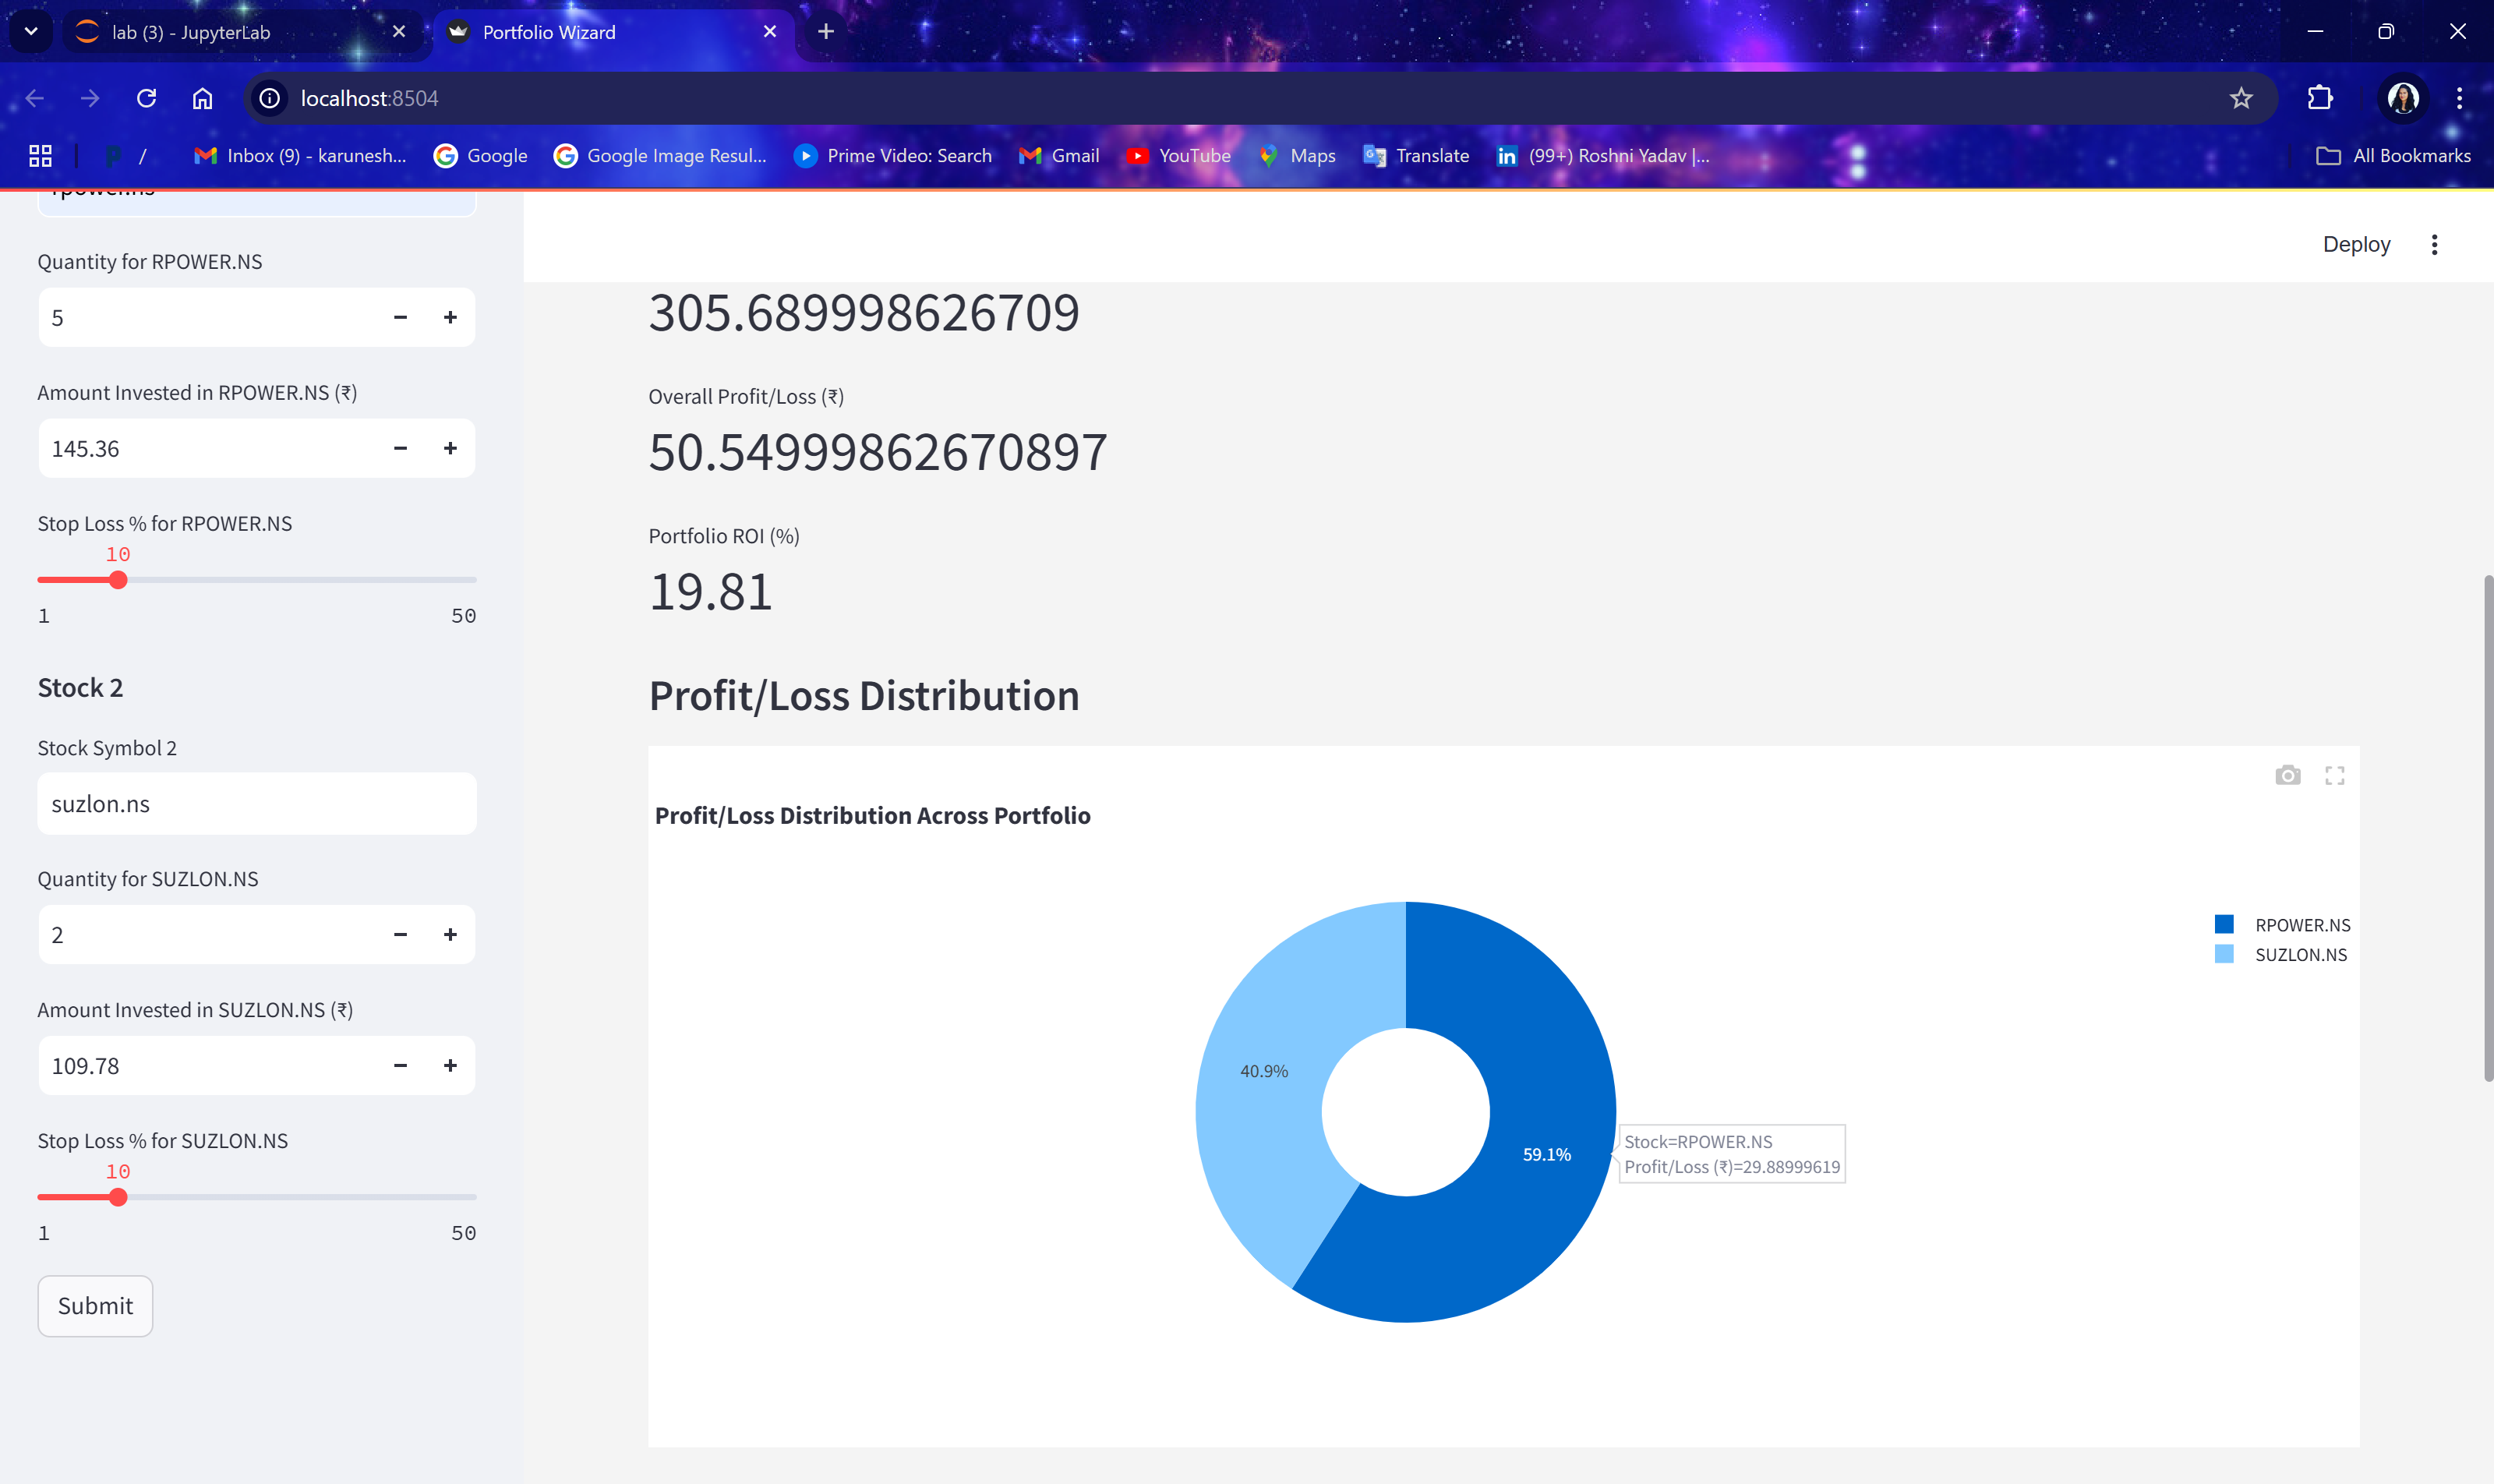 lab (3) - JupyterLab
Portfolio Wizard
localhost:8504
/
Inbox (9) - karunesh...
Google
Google Image Resul...
Prime Video: Search
Gmail
YouTube
Maps
Translate
(99+) Roshni Yadav |...
All Bookmarks
rpower.ns
Quantity for RPOWER.NS
5
Amount Invested in RPOWER.NS (₹)
145.36
Stop Loss % for RPOWER.NS
10
1 50
Stock 2
Stock Symbol 2
suzlon.ns
Quantity for SUZLON.NS
2
Amount Invested in SUZLON.NS (₹)
109.78
Stop Loss % for SUZLON.NS
10
1 50
Submit
Deploy
305.689998626709
Overall Profit/Loss (₹)
50.54999862670897
Portfolio ROI (%)
19.81
Profit/Loss Distribution
Profit/Loss Distribution Across Portfolio
RPOWER.NS
SUZLON.NS
40.9%
59.1%
Stock=RPOWER.NS
Profit/Loss (₹)=29.88999619